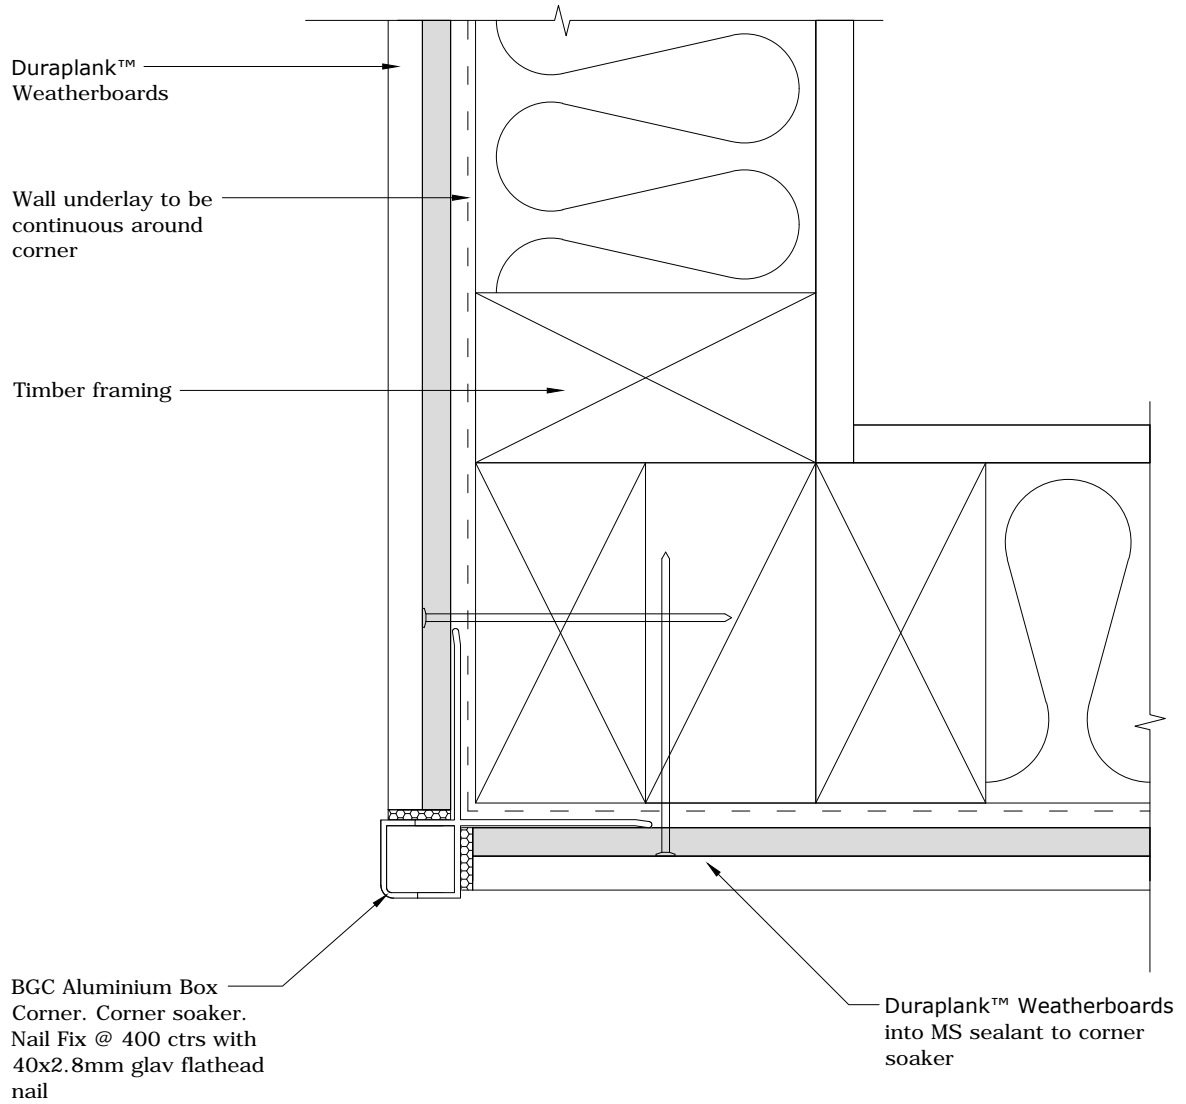 Duraplank™
Weatherboards
Wall underlay to be
continuous around
corner
Timber framing
BGC Aluminium Box
Corner. Corner soaker.
Nail Fix @ 400 ctrs with
40x2.8mm glav flathead
nail
Duraplank™ Weatherboards
into MS sealant to corner
soaker